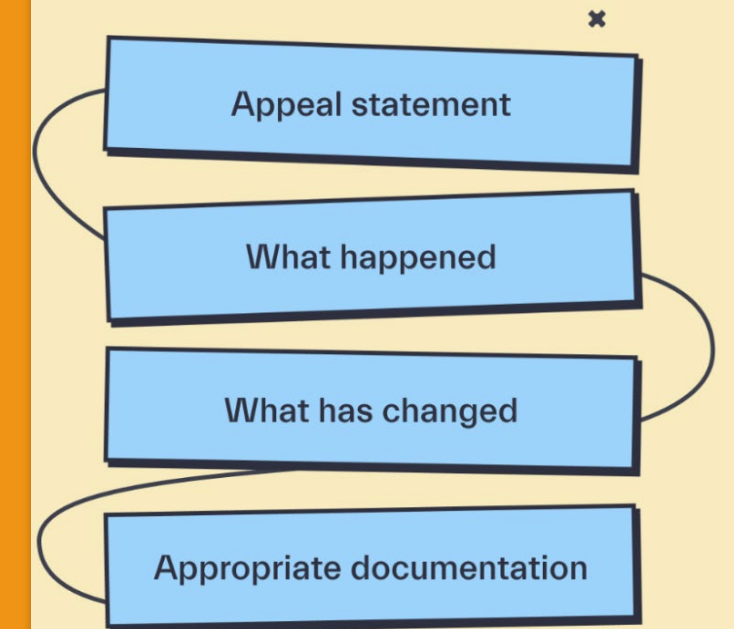 Appeal statement
What happened
What has changed
Appropriate documentation